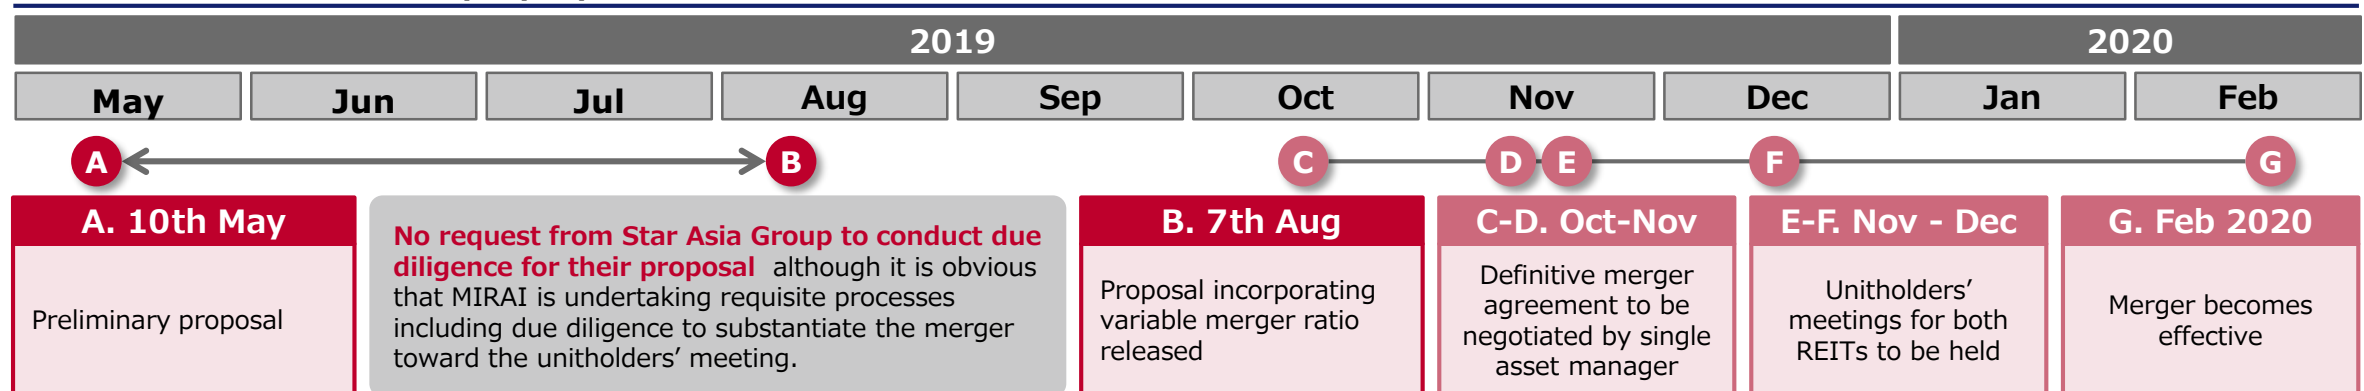 2019
2020
May
Jun
Jul
Aug
Sep
Oct
Nov
Dec
Jan
Feb
A
B
C
D
E
F
G
A. 10th May
Preliminary proposal
No request from Star Asia Group to conduct due
diligence for their proposal although it is obvious
that MIRAI is undertaking requisite processes
including due diligence to substantiate the merger
toward the unitholders’ meeting.
B. 7th Aug
Proposal incorporating
variable merger ratio
released
C-D. Oct-Nov
Definitive merger
agreement to be
negotiated by single
asset manager
E-F. Nov - Dec
Unitholders’
meetings for both
REITs to be held
G. Feb 2020
Merger becomes
effective